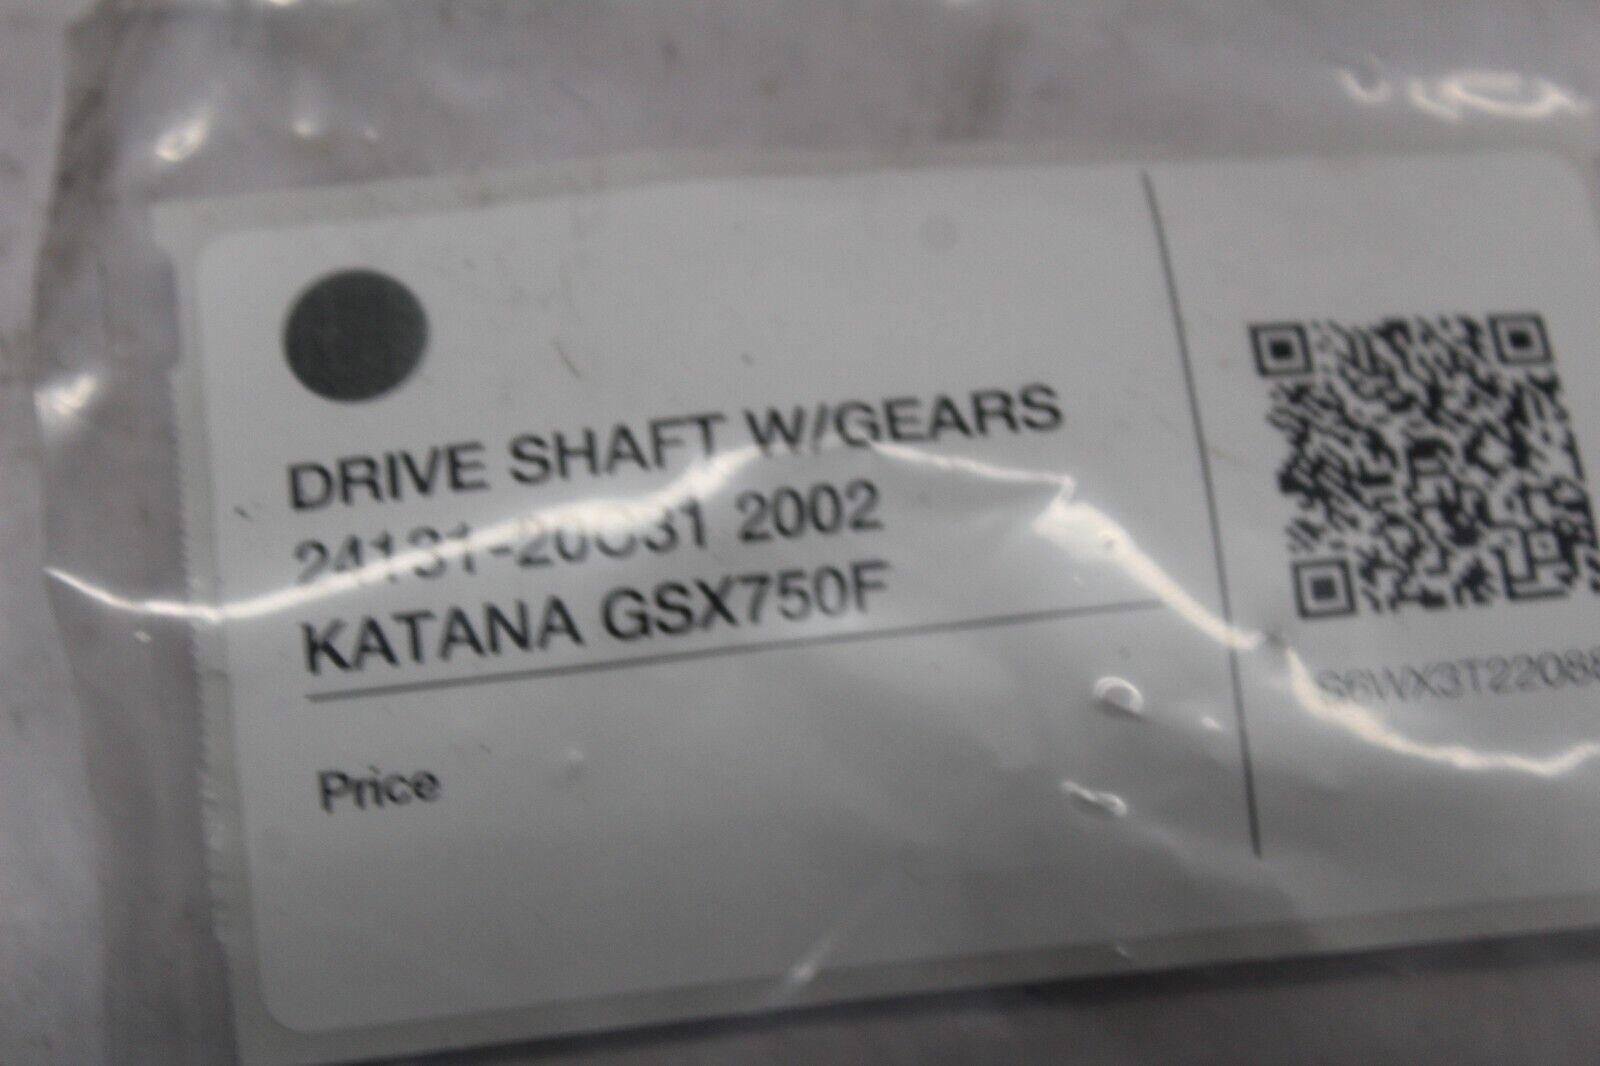 DRIVE SHAFT W/GEARS
24131-20C31 2002
KATANA GSX750F
Price